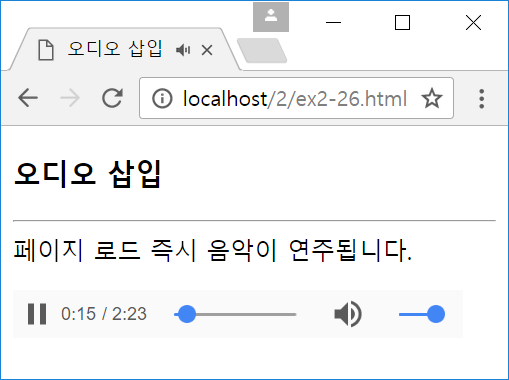 오디오 삽입
localhost/2/ex2-26.html
오디오 삽입
페이지 로드 즉시 음악이 연주됩니다.
0:15 / 2:23